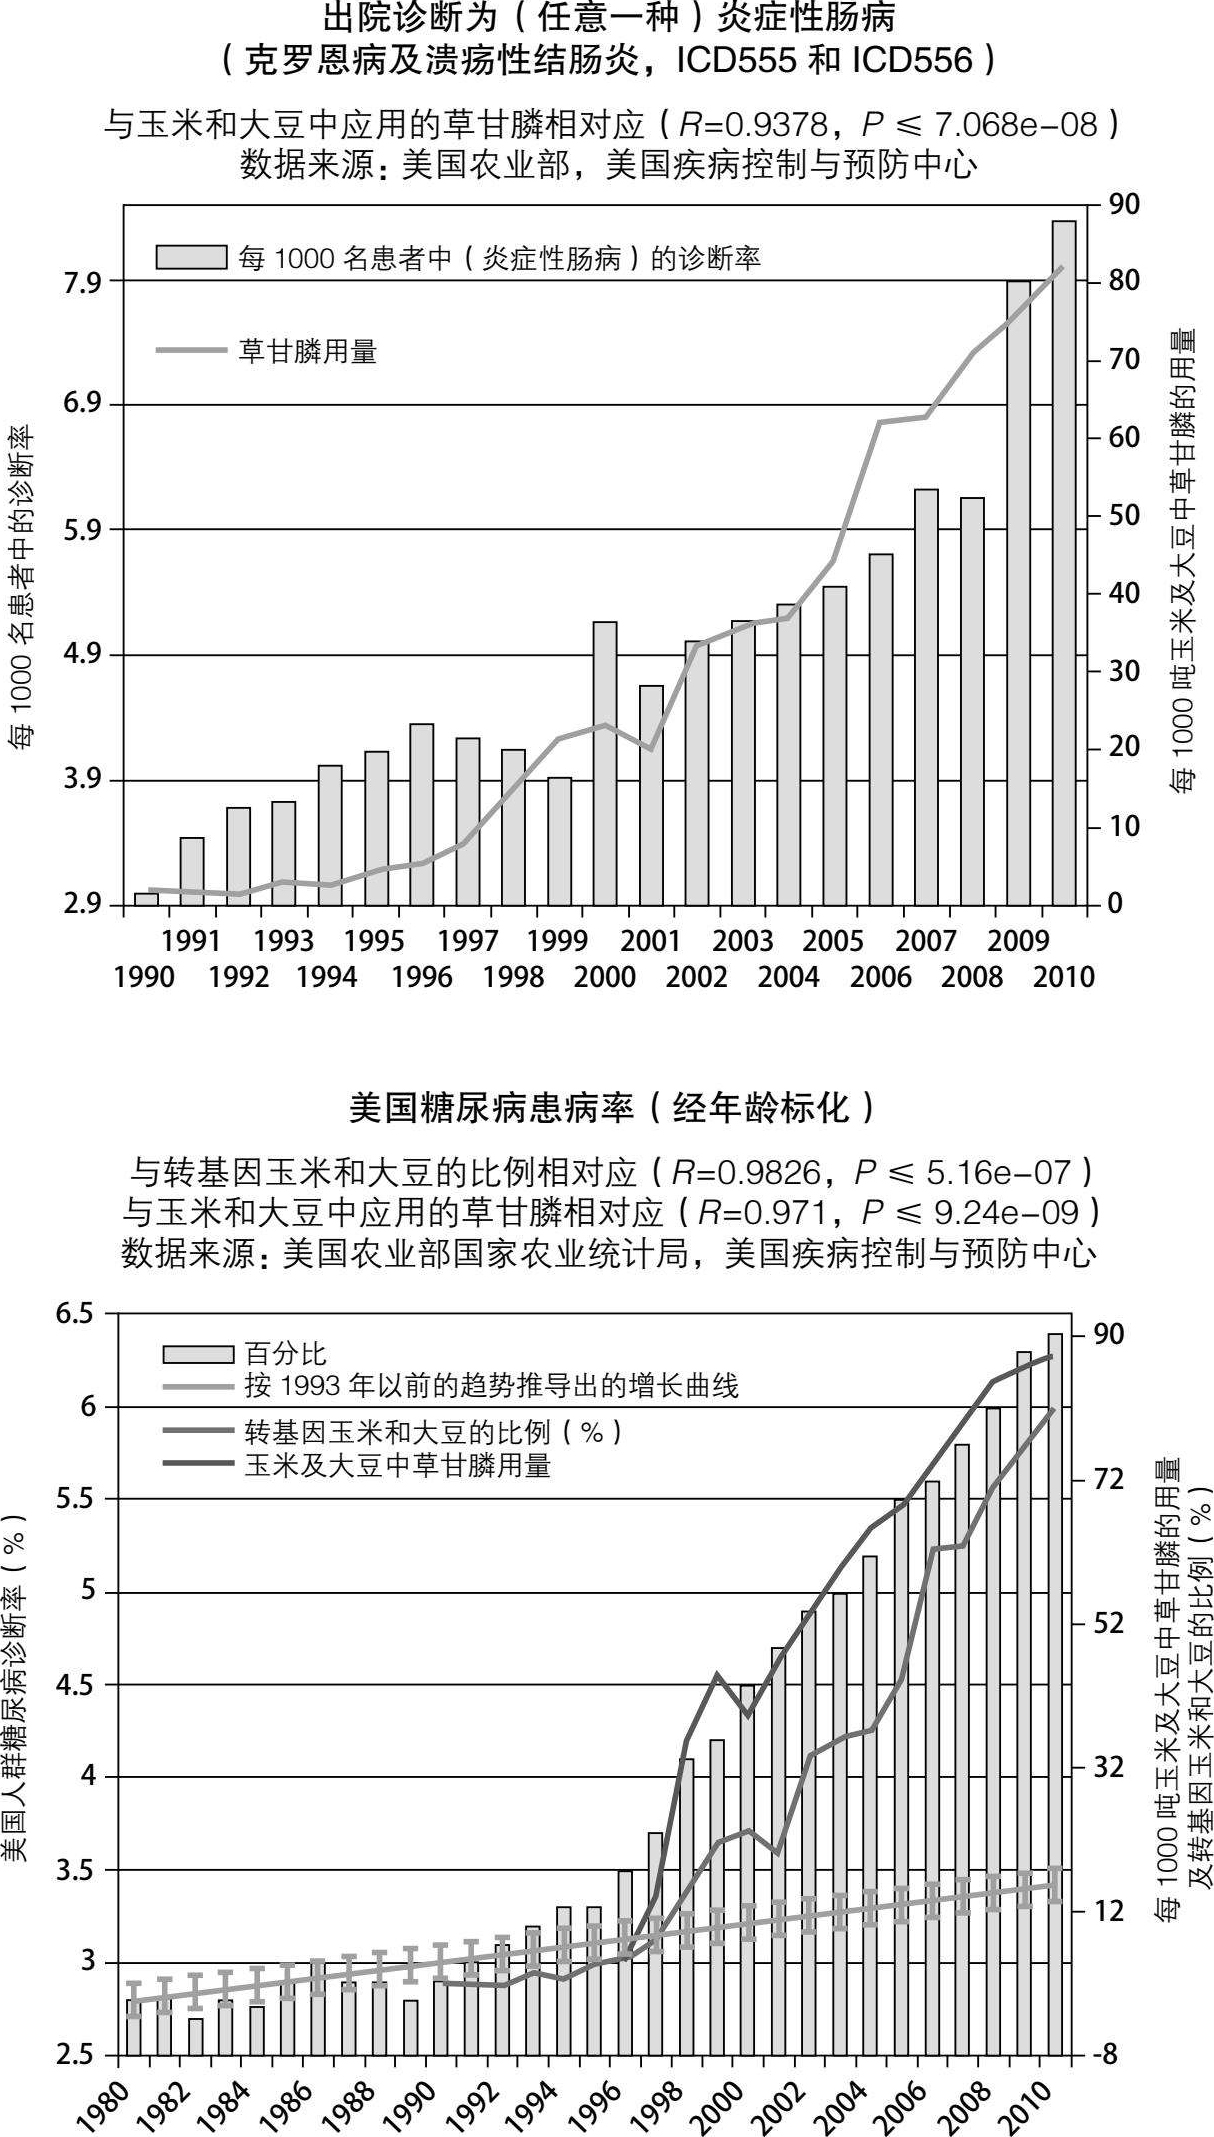 出院诊断为（任意一种）炎症性肠病
（克罗恩病及溃疡性结肠炎，ICD555 和 ICD556）
与玉米和大豆中应用的草甘膦相对应（R=0.9378，P ≤ 7.068e−08）
数据来源：美国农业部，美国疾病控制与预防中心
每 1000 名患者中（炎症性肠病）的诊断率
草甘膦用量
每 1000 名患者中的诊断率
7.9
6.9
5.9
4.9
3.9
2.9
90
80
70
60
50
40
30
20
10
0
每 1000 吨玉米及大豆中草甘膦的用量
1991 1993 1995 1997 1999 2001 2003 2005 2007 2009
1990 1992 1994 1996 1998 2000 2002 2004 2006 2008 2010
美国糖尿病患病率（经年龄标化）
与转基因玉米和大豆的比例相对应（R=0.9826，P ≤ 5.16e−07）
与玉米和大豆中应用的草甘膦相对应（R=0.971，P ≤ 9.24e−09）
数据来源：美国农业部国家农业统计局，美国疾病控制与预防中心
百分比
按 1993 年以前的趋势推导出的增长曲线
转基因玉米和大豆的比例（%）
玉米及大豆中草甘膦用量
美国人群糖尿病诊断率（%）
6.5
6
5.5
5
4.5
4
3.5
3
2.5
90
72
52
32
12
-8
每 1000 吨玉米及大豆中草甘膦的用量
及转基因玉米和大豆的比例（%）
1980 1982 1984 1986 1988 1990 1992 1994 1996 1998 2000 2002 2004 2006 2008 2010